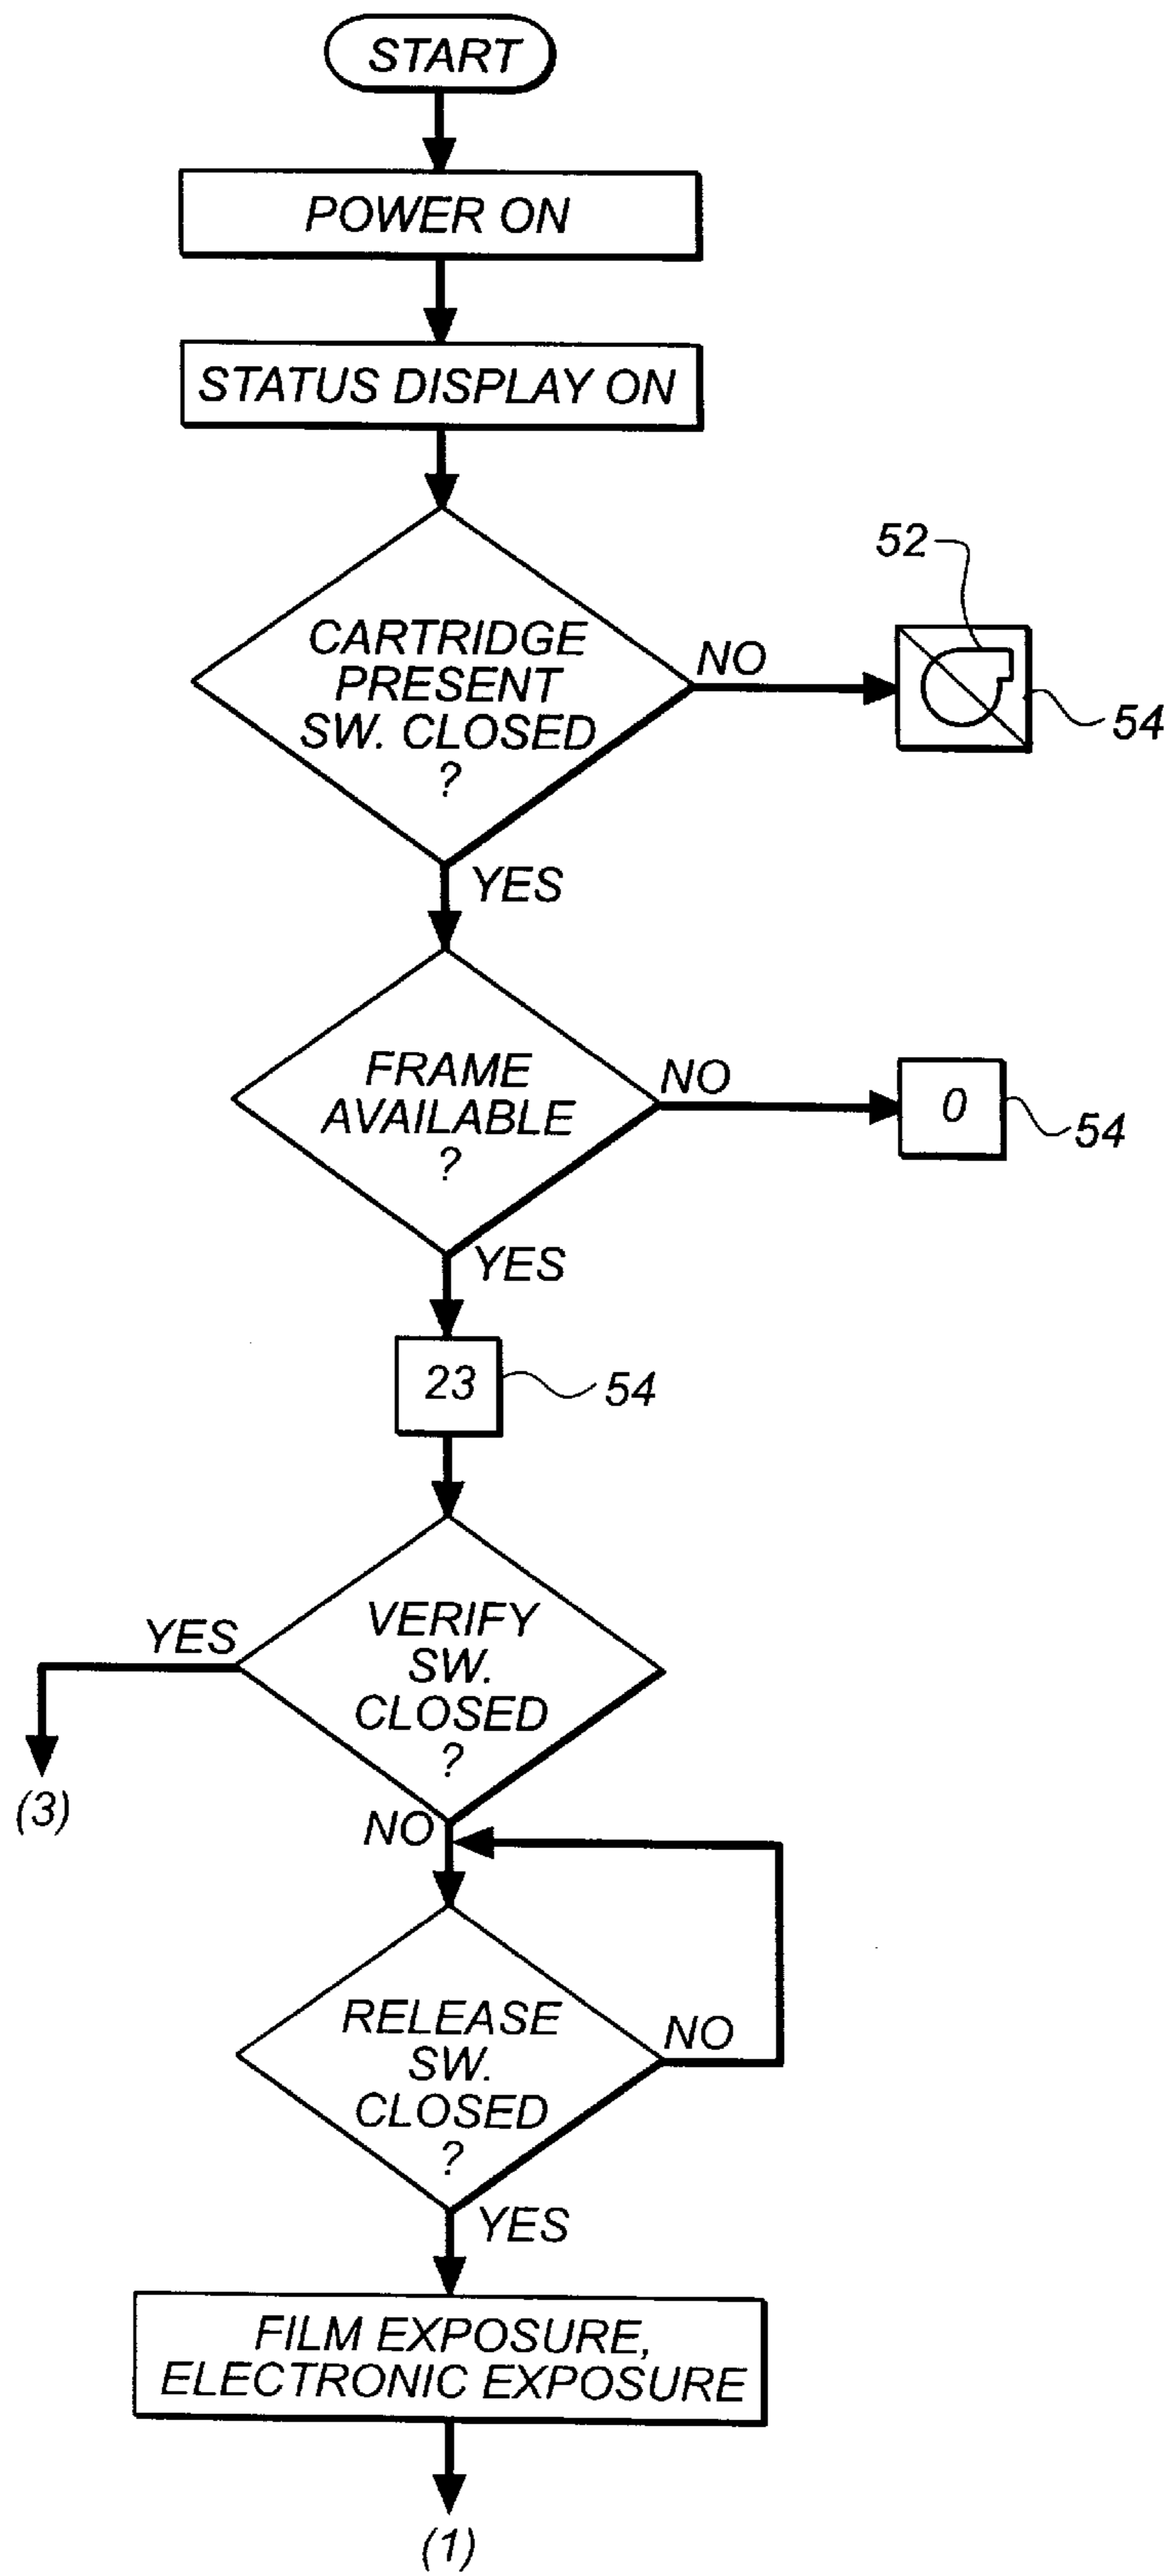 START
POWER ON
STATUS DISPLAY ON
52
CARTRIDGE
PRESENT
SW. CLOSED
?
NO
54
YES
FRAME
AVAILABLE
?
NO
0
54
YES
23
54
VERIFY
SW.
CLOSED
?
YES
(3)
NO
RELEASE
SW.
CLOSED
?
NO
YES
FILM EXPOSURE,
ELECTRONIC EXPOSURE
(1)